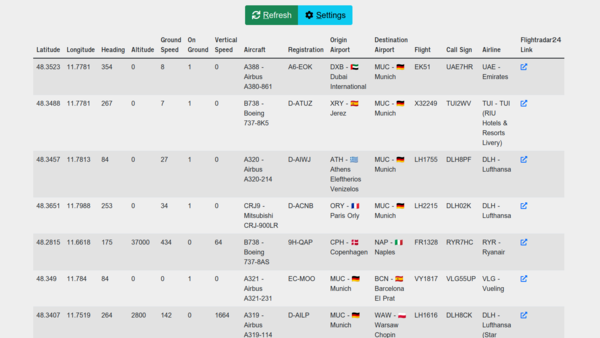 Refresh Settings
Latitude Longitude Heading Altitude Ground Speed On Ground Vertical Speed Aircraft Registration Origin Airport Destination Airport Flight Call Sign Airline Flightradar24 Link
48.3523 11.7781 354 0 8 1 0 A388 - Airbus A380-861 A6-EOK DXB - Dubai International MUC - Munich EK51 UAE7HR UAE - Emirates
48.3488 11.7781 267 0 7 1 0 B738 - Boeing 737-8K5 D-ATUZ XRY - Jerez MUC - Munich X32249 TUI2WV TUI - TUI (RIU Hotels & Resorts Livery)
48.3457 11.7813 84 0 27 1 0 A320 - Airbus A320-214 D-AIWJ ATH - Athens Eleftherios Venizelos MUC - Munich LH1755 DLH8PF DLH - Lufthansa
48.3651 11.7988 253 0 34 1 0 CRJ9 - Mitsubishi CRJ-900LR D-ACNB ORY - Paris Orly MUC - Munich LH2215 DLH02K DLH - Lufthansa
48.2815 11.6618 175 37000 434 0 64 B738 - Boeing 737-8AS 9H-QAP CPH - Copenhagen NAP - Naples FR1328 RYR7HC RYR - Ryanair
48.349 11.784 84 0 0 1 0 A321 - Airbus A321-231 EC-MOO MUC - Munich BCN - Barcelona El Prat VY1817 VLG55UP VLG - Vueling
48.3407 11.7519 264 2800 142 0 1664 A319 - Airbus A319-114 D-AILP MUC - Munich WAW - Warsaw Chopin LH1616 DLH8CK DLH - Lufthansa (Star